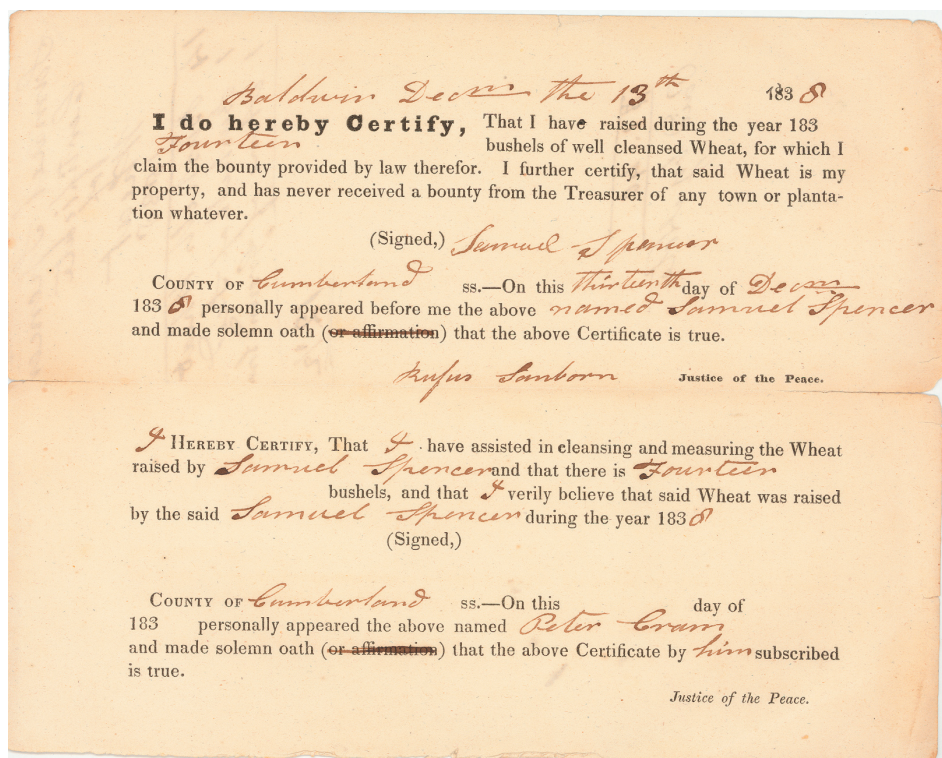 Baldwin Decm the 13th 1838
I do hereby Certify, That I have raised during the year 183
Fourteen bushels of well cleansed Wheat, for which I
claim the bounty provided by law therefor. I further certify, that said Wheat is my
property, and has never received a bounty from the Treasurer of any town or planta-
tion whatever.
(Signed,) Samuel Spencer
County of Cumberland ss.—On this thirteenth day of Decm
1838 personally appeared before me the above named Samuel Spencer
and made solemn oath (or affirmation) that the above Certificate is true.
Rufus Sanborn Justice of the Peace.
I Hereby Certify, That I have assisted in cleansing and measuring the Wheat
raised by Samuel Spencer and that there is Fourteen
bushels, and that I verily believe that said Wheat was raised
by the said Samuel Spencer during the year 1838
(Signed,)
County of Cumberland ss.—On this day of
183 personally appeared the above named Peter Cram
and made solemn oath (or affirmation) that the above Certificate by him subscribed
is true.
Justice of the Peace.